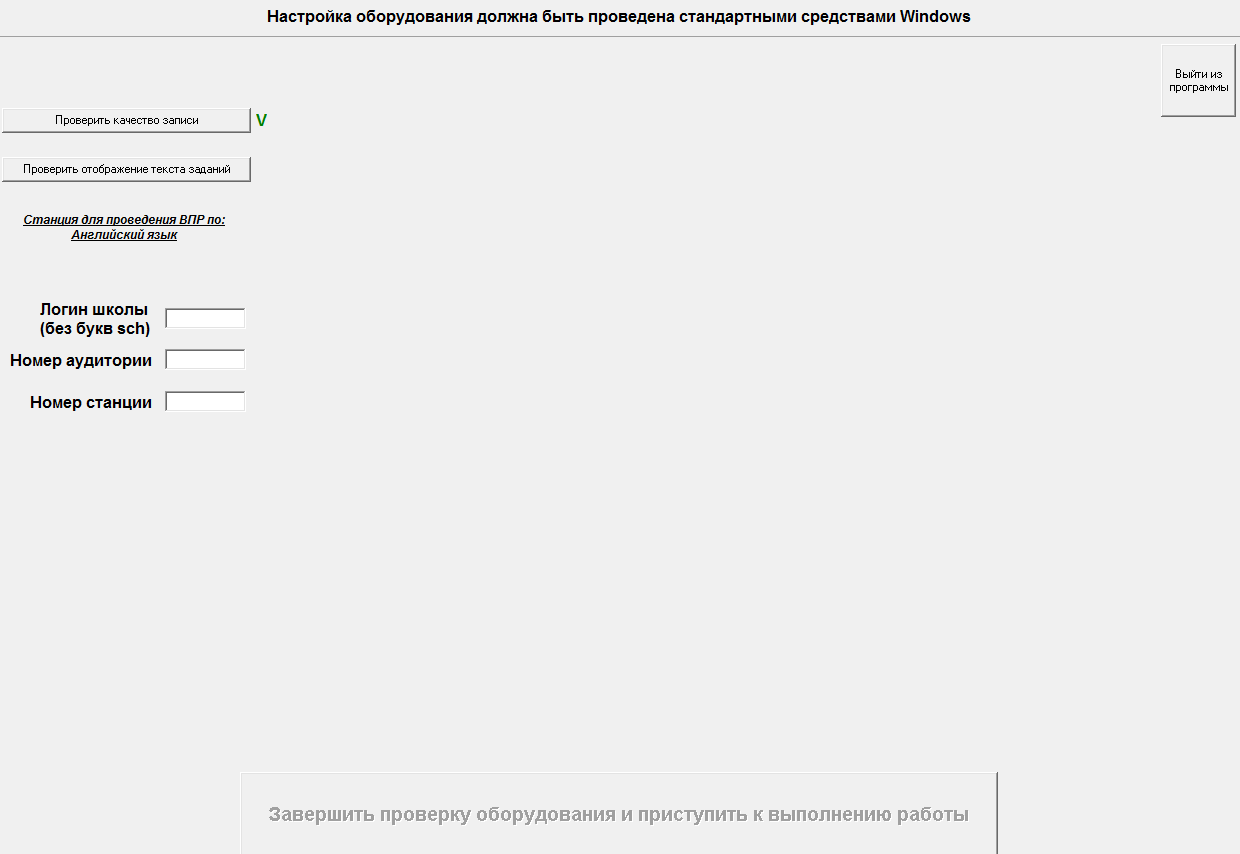 Настройка оборудования должна быть проведена стандартными средствами Windows
Выйти из
программы
Проверить качество записи
V
Проверить отображение текста заданий
Станция для проведения ВПР по:
Английский язык
Логин школы
(без букв sch)
Номер аудитории
Номер станции
Завершить проверку оборудования и приступить к выполнению работы